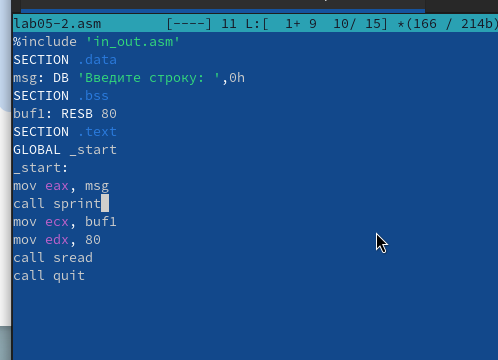 lab05-2.asm [----] 11 L:[ 1+ 9 10/ 15] *(166 / 214b)
%include 'in_out.asm'
SECTION .data
msg: DB 'Введите строку: ',0h
SECTION .bss
buf1: RESB 80
SECTION .text
GLOBAL _start
_start:
mov eax, msg
call sprint
mov ecx, buf1
mov edx, 80
call sread
call quit